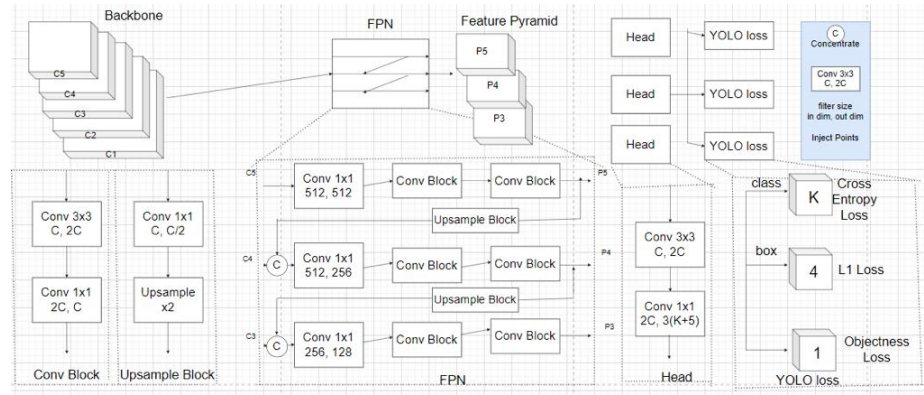 Backbone
C5
C4
C3
C2
C1
FPN
Feature Pyramid
P5
P4
P3
Head
Head
Head
YOLO loss
YOLO loss
YOLO loss
C
Concentrate
Conv 3x3
C, 2C
filter size
in dim, out dim
Inject Points
Conv 3x3
C, 2C
Conv 1x1
2C, C
Conv Block
Conv 1x1
C, C/2
Upsample
x2
Upsample Block
C5
Conv 1x1
512, 512
Conv Block
Conv Block
P5
Upsample Block
C4
C
Conv 1x1
512, 256
Conv Block
Conv Block
P4
Upsample Block
C3
C
Conv 1x1
256, 128
Conv Block
Conv Block
P3
FPN
Conv 3x3
C, 2C
Conv 1x1
2C, 3(K+5)
Head
class
K
Cross
Entropy
Loss
box
4
L1 Loss
1
Objectness
Loss
YOLO loss